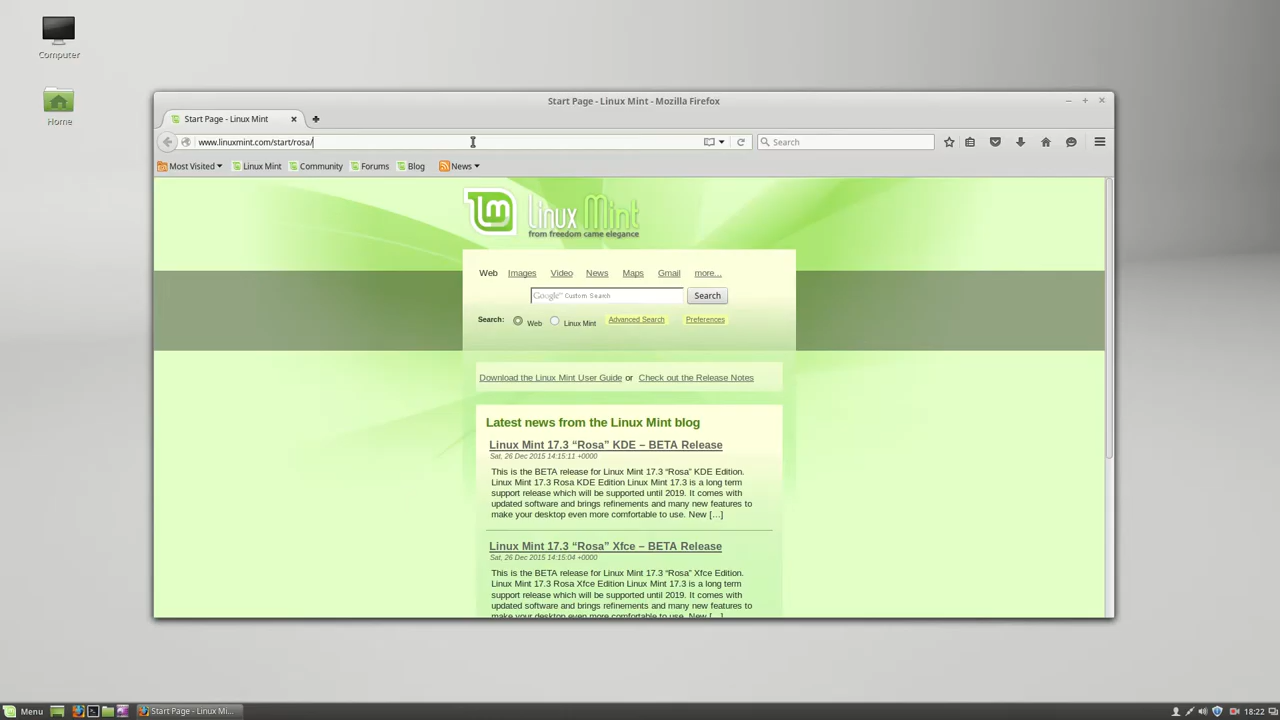 Computer
Home
Start Page - Linux Mint - Mozilla Firefox
Start Page - Linux Mint
www.linuxmint.com/start/rosa/
Search
Most Visited
Linux Mint
Community
Forums
Blog
News
Linux Mint
from freedom came elegance
Web Images Video News Maps Gmail more...
Google™ Custom Search
Search
Search: Web Linux Mint Advanced Search Preferences
Download the Linux Mint User Guide or Check out the Release Notes
Latest news from the Linux Mint blog
Linux Mint 17.3 “Rosa” KDE – BETA Release
Sat, 26 Dec 2015 14:15:11 +0000
This is the BETA release for Linux Mint 17.3 “Rosa” KDE Edition.
Linux Mint 17.3 Rosa KDE Edition Linux Mint 17.3 is a long term
support release which will be supported until 2019. It comes with
updated software and brings refinements and many new features to
make your desktop even more comfortable to use. New […]
Linux Mint 17.3 “Rosa” Xfce – BETA Release
Sat, 26 Dec 2015 14:15:04 +0000
This is the BETA release for Linux Mint 17.3 “Rosa” Xfce Edition.
Linux Mint 17.3 Rosa Xfce Edition Linux Mint 17.3 is a long term
support release which will be supported until 2019. It comes with
updated software and brings refinements and many new features to
make your desktop even more comfortable to use. New […]
Menu
Start Page - Linux Mi...
18:22